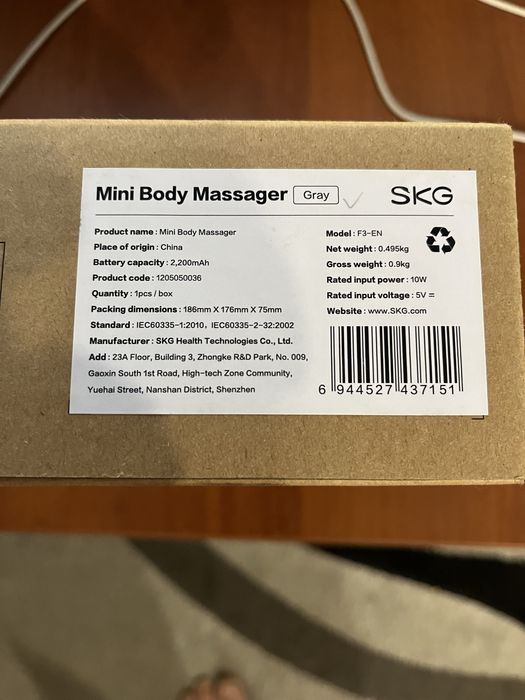 Mini Body Massager Gray SKG
Product name : Mini Body Massager
Place of origin : China
Battery capacity : 2,200mAh
Product code : 1205050036
Quantity : 1pcs / box
Packing dimensions : 186mm X 176mm X 75mm
Standard : IEC60335-1:2010, IEC60335-2-32:2002
Manufacturer : SKG Health Technologies Co., Ltd.
Add : 23A Floor, Building 3, Zhongke R&D Park, No. 009,
Gaoxin South 1st Road, High-tech Zone Community,
Yuehai Street, Nanshan District, Shenzhen
Model : F3-EN
Net weight : 0.495kg
Gross weight : 0.9kg
Rated input power : 10W
Rated input voltage : 5V ⎓
Website : www.SKG.com
6 944527 437151